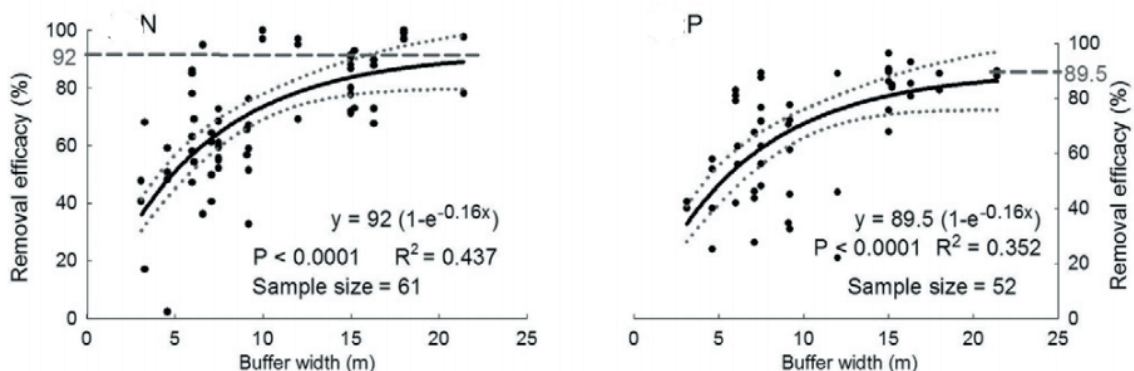 N
100
92
80
60
40
20
0
Removal efficacy (%)
y = 92 (1-e^-0.16x)
P < 0.0001 R² = 0.437
Sample size = 61
0 5 10 15 20 25
Buffer width (m)
P
y = 89.5 (1-e^-0.16x)
P < 0.0001 R² = 0.352
Sample size = 52
0 5 10 15 20 25
Buffer width (m)
100
89.5
80
60
40
20
0
Removal efficacy (%)